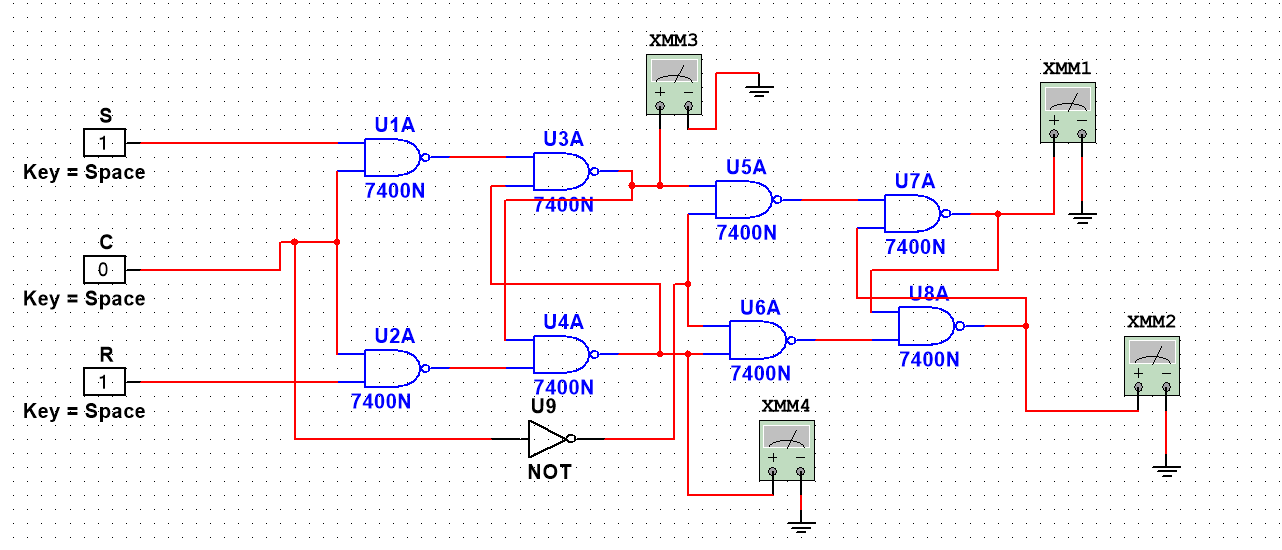 XMM3
XMM1
S
1
Key = Space
U1A
7400N
U3A
7400N
U5A
7400N
U7A
7400N
C
0
Key = Space
R
1
Key = Space
U2A
7400N
U4A
7400N
U6A
7400N
U8A
7400N
XMM2
U9
NOT
XMM4